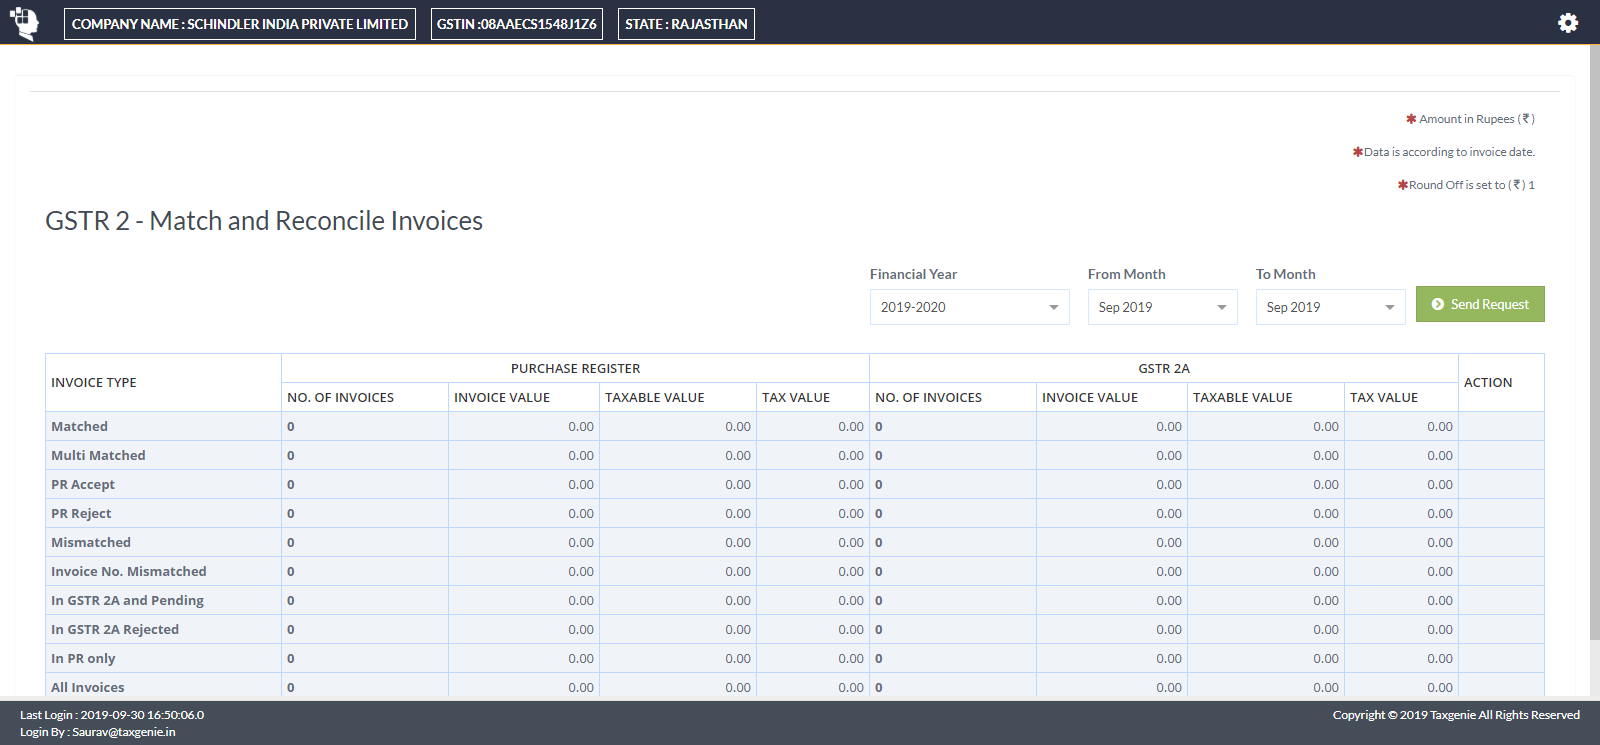 COMPANY NAME : SCHINDLER INDIA PRIVATE LIMITED GSTIN :08AAECS1548J1Z6 STATE : RAJASTHAN
✱ Amount in Rupees (₹)
✱Data is according to invoice date.
✱Round Off is set to (₹) 1
GSTR 2 - Match and Reconcile Invoices
Financial Year From Month To Month
2019-2020 Sep 2019 Sep 2019 Send Request
INVOICE TYPE PURCHASE REGISTER GSTR 2A ACTION
NO. OF INVOICES INVOICE VALUE TAXABLE VALUE TAX VALUE NO. OF INVOICES INVOICE VALUE TAXABLE VALUE TAX VALUE
Matched 0 0.00 0.00 0.00 0 0.00 0.00 0.00
Multi Matched 0 0.00 0.00 0.00 0 0.00 0.00 0.00
PR Accept 0 0.00 0.00 0.00 0 0.00 0.00 0.00
PR Reject 0 0.00 0.00 0.00 0 0.00 0.00 0.00
Mismatched 0 0.00 0.00 0.00 0 0.00 0.00 0.00
Invoice No. Mismatched 0 0.00 0.00 0.00 0 0.00 0.00 0.00
In GSTR 2A and Pending 0 0.00 0.00 0.00 0 0.00 0.00 0.00
In GSTR 2A Rejected 0 0.00 0.00 0.00 0 0.00 0.00 0.00
In PR only 0 0.00 0.00 0.00 0 0.00 0.00 0.00
All Invoices 0 0.00 0.00 0.00 0 0.00 0.00 0.00
Last Login : 2019-09-30 16:50:06.0 Copyright © 2019 Taxgenie All Rights Reserved
Login By : Saurav@taxgenie.in